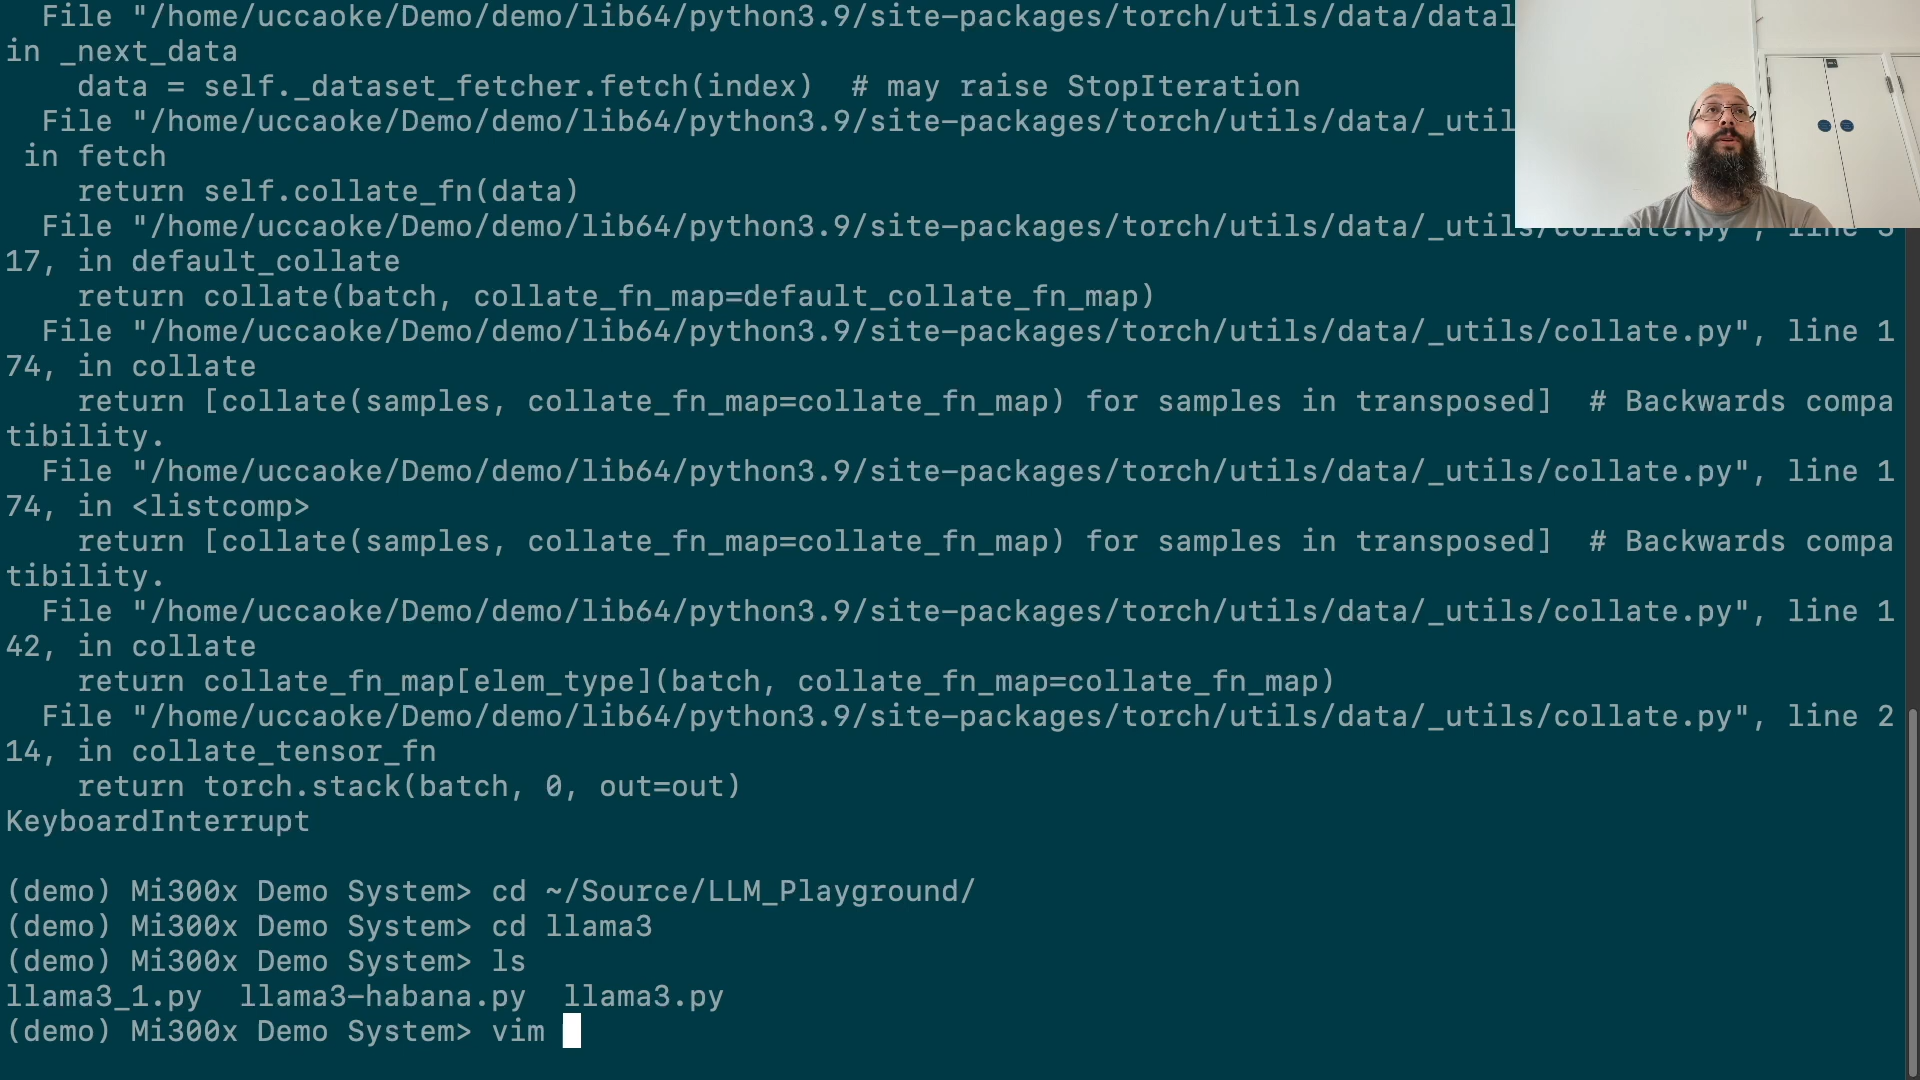 File "/home/uccaoke/Demo/demo/lib64/python3.9/site-packages/torch/utils/data/datal
in _next_data
    data = self._dataset_fetcher.fetch(index)  # may raise StopIteration
  File "/home/uccaoke/Demo/demo/lib64/python3.9/site-packages/torch/utils/data/_util
 in fetch
    return self.collate_fn(data)
  File "/home/uccaoke/Demo/demo/lib64/python3.9/site-packages/torch/utils/data/_utils/collate.py", line 3
17, in default_collate
    return collate(batch, collate_fn_map=default_collate_fn_map)
  File "/home/uccaoke/Demo/demo/lib64/python3.9/site-packages/torch/utils/data/_utils/collate.py", line 1
74, in collate
    return [collate(samples, collate_fn_map=collate_fn_map) for samples in transposed]  # Backwards compa
tibility.
  File "/home/uccaoke/Demo/demo/lib64/python3.9/site-packages/torch/utils/data/_utils/collate.py", line 1
74, in <listcomp>
    return [collate(samples, collate_fn_map=collate_fn_map) for samples in transposed]  # Backwards compa
tibility.
  File "/home/uccaoke/Demo/demo/lib64/python3.9/site-packages/torch/utils/data/_utils/collate.py", line 1
42, in collate
    return collate_fn_map[elem_type](batch, collate_fn_map=collate_fn_map)
  File "/home/uccaoke/Demo/demo/lib64/python3.9/site-packages/torch/utils/data/_utils/collate.py", line 2
14, in collate_tensor_fn
    return torch.stack(batch, 0, out=out)
KeyboardInterrupt
(demo) Mi300x Demo System> cd ~/Source/LLM_Playground/
(demo) Mi300x Demo System> cd llama3
(demo) Mi300x Demo System> ls
llama3_1.py  llama3-habana.py  llama3.py
(demo) Mi300x Demo System> vim